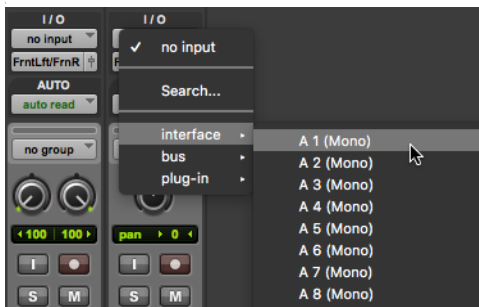 I / O
I / O
no input
FrntLft/FrnR
F
AUTO
auto read
no group
100 100
pan 0
I
I
S M
S M
✓ no input
Search...
interface
bus
plug-in
A 1 (Mono)
A 2 (Mono)
A 3 (Mono)
A 4 (Mono)
A 5 (Mono)
A 6 (Mono)
A 7 (Mono)
A 8 (Mono)